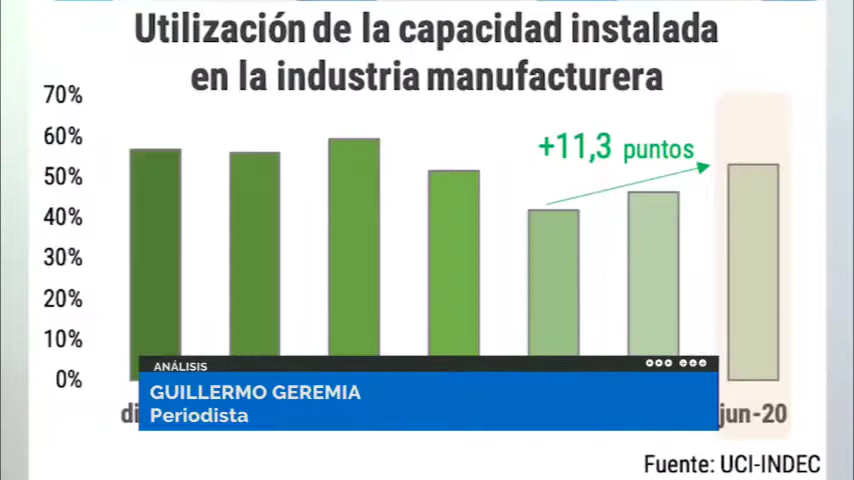 Utilización de la capacidad instalada
en la industria manufacturera
70%
60%
50%
40%
30%
20%
10%
0%
+11,3 puntos
ANÁLISIS
GUILLERMO GEREMIA
Periodista
di
jun-20
Fuente: UCI-INDEC